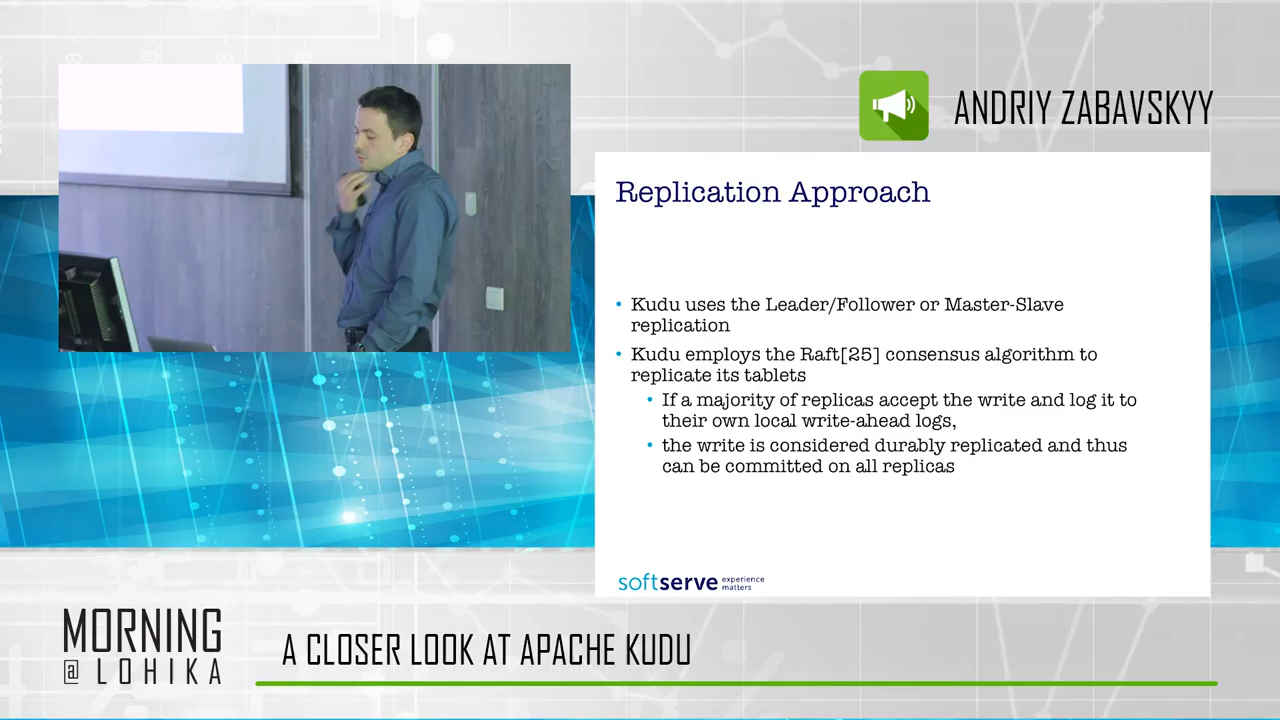 ANDRIY ZABAVSKYY
Replication Approach
• Kudu uses the Leader/Follower or Master-Slave
replication
• Kudu employs the Raft[25] consensus algorithm to
replicate its tablets
• If a majority of replicas accept the write and log it to
their own local write-ahead logs,
• the write is considered durably replicated and thus
can be committed on all replicas
softserve experience
matters
MORNING
@ LOHIKA
A CLOSER LOOK AT APACHE KUDU